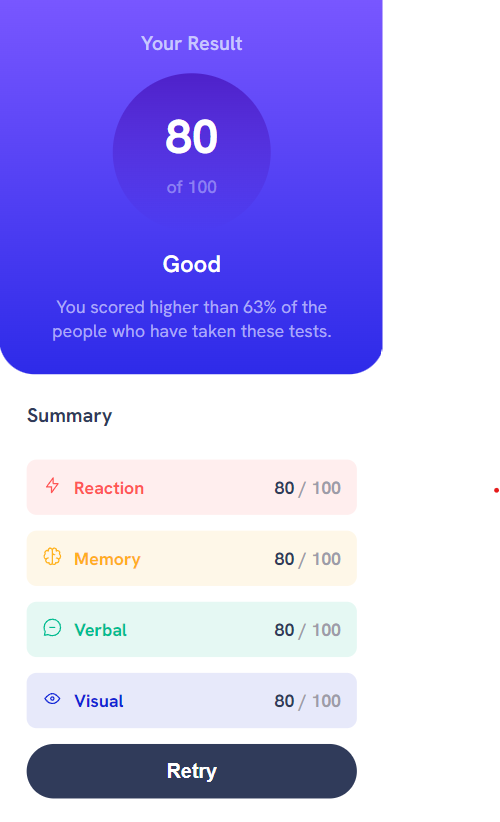 Your Result
80
of 100
Good
You scored higher than 63% of the
people who have taken these tests.
Summary
Reaction 80 / 100
Memory 80 / 100
Verbal 80 / 100
Visual 80 / 100
Retry